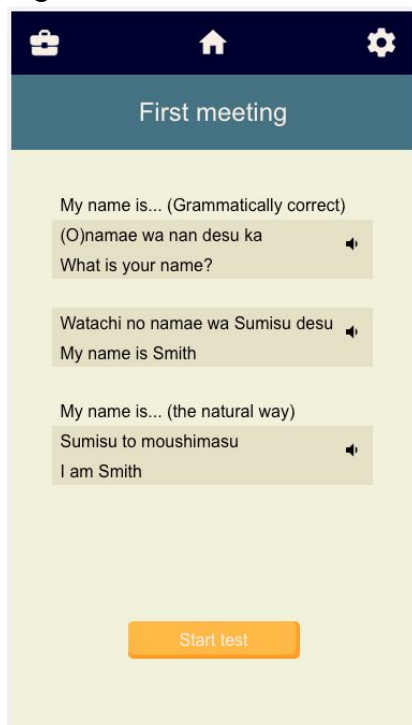 First meeting
My name is... (Grammatically correct)
(O)namae wa nan desu ka
What is your name?
Watachi no namae wa Sumisu desu
My name is Smith
My name is... (the natural way)
Sumisu to moushimasu
I am Smith
Start test